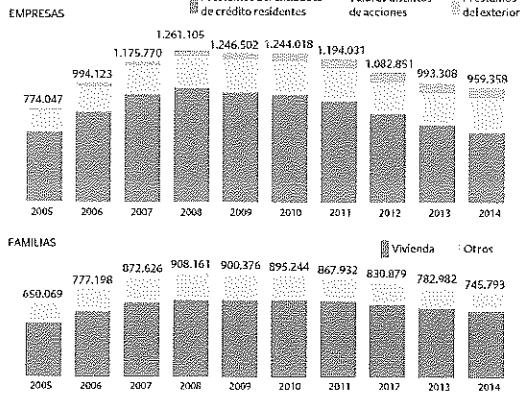 EMPRESAS
de crédito residentes de acciones del exterior
1.261.105
1.175.770 1.246.502 1.244.018 1.194.031
994.123 1.082.851 993.308 959.358
774.047
2005 2006 2007 2008 2009 2010 2011 2012 2013 2014
FAMILIAS
Vivienda Otros
872.626 908.161 900.376 895.244 867.932 830.879
777.198 782.982 745.793
650.069
2005 2006 2007 2008 2009 2010 2011 2012 2013 2014